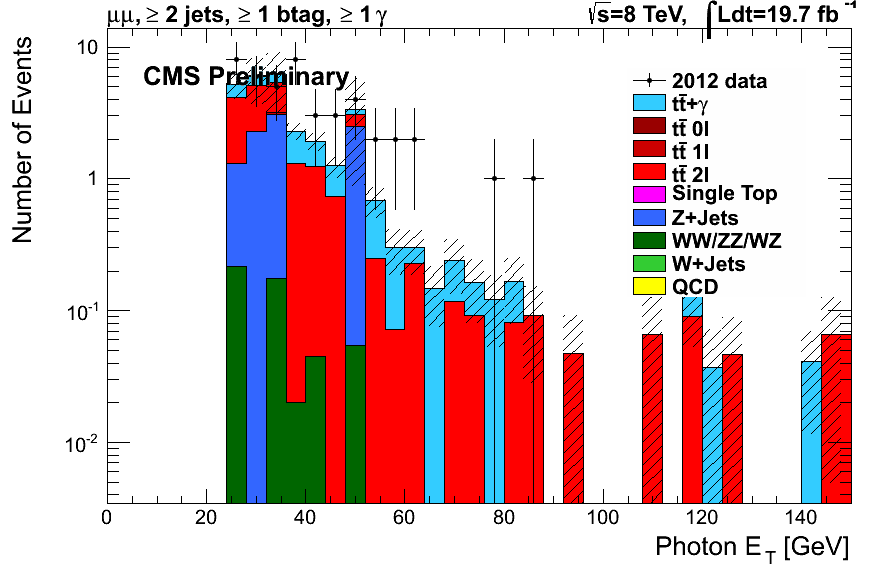 μμ, ≥ 2 jets, ≥ 1 btag, ≥ 1 γ
√s=8 TeV, ∫Ldt=19.7 fb⁻¹
CMS Preliminary
Number of Events
10
1
10⁻¹
10⁻²
2012 data
tt̄+γ
tt̄ 0l
tt̄ 1l
tt̄ 2l
Single Top
Z+Jets
WW/ZZ/WZ
W+Jets
QCD
0 20 40 60 80 100 120 140
Photon E_T [GeV]